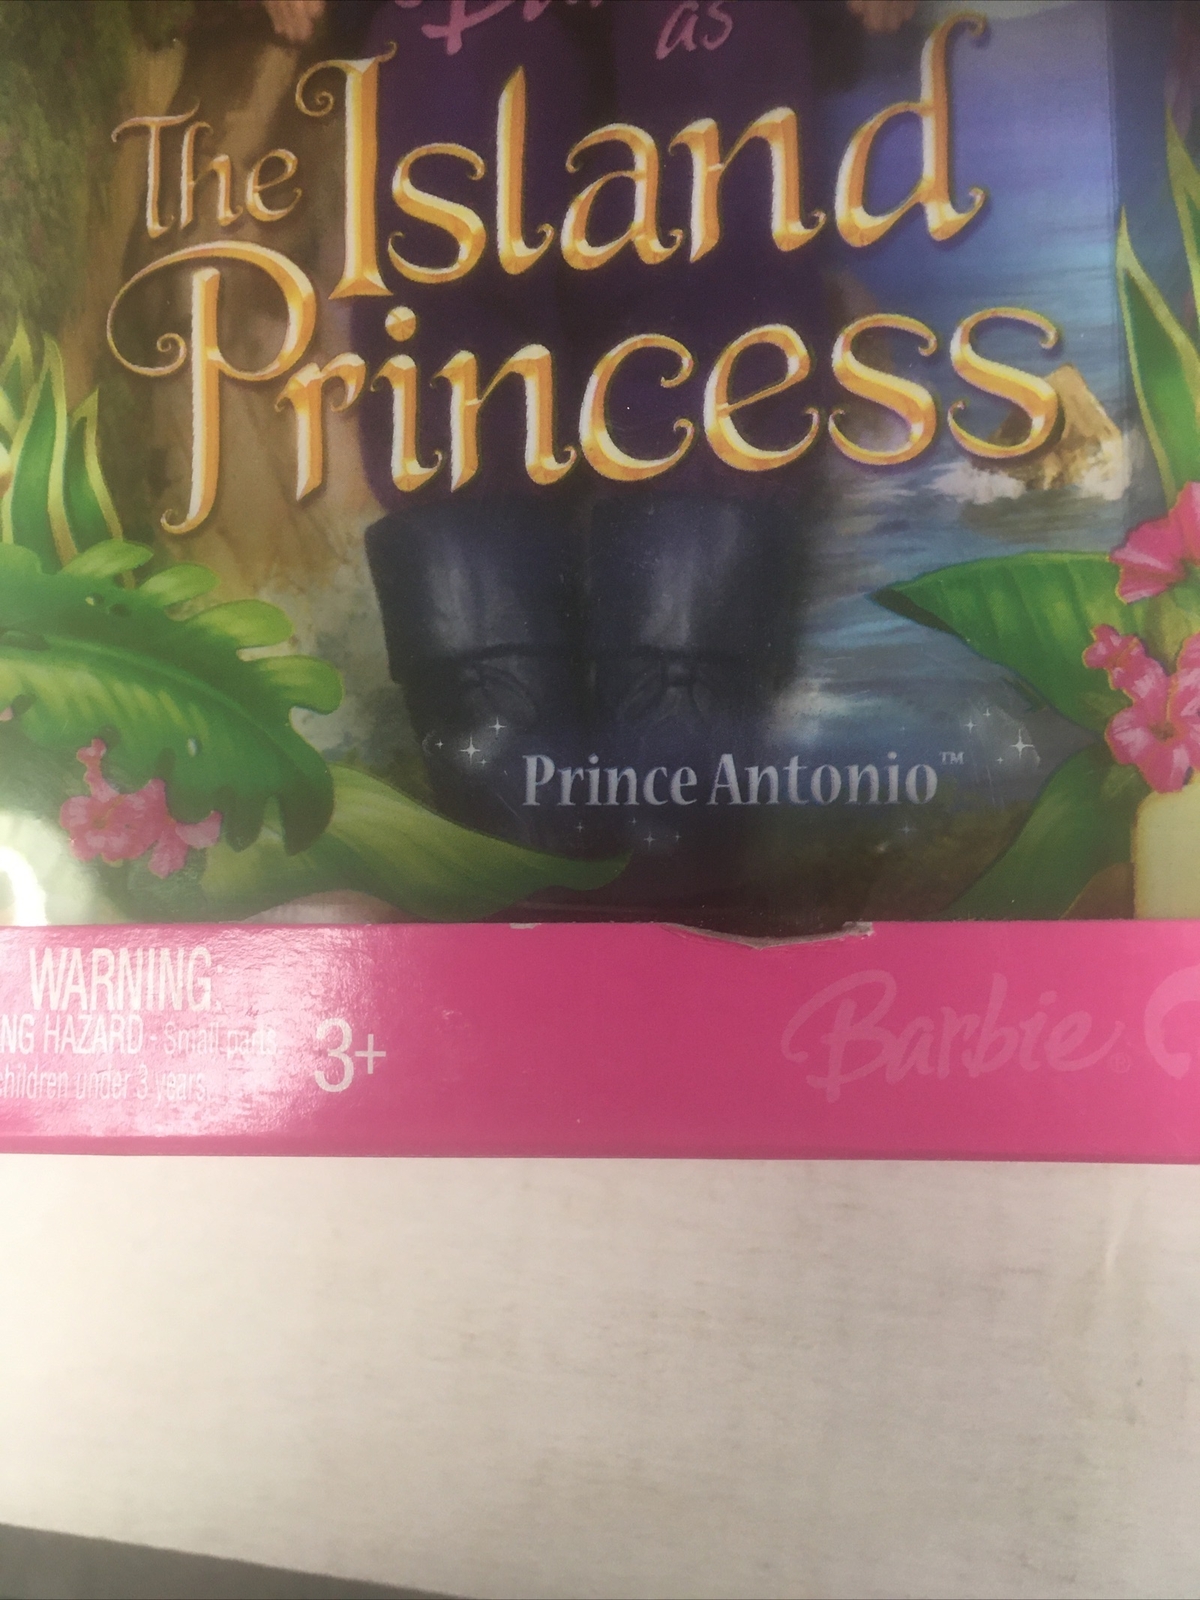 as
The Island
Princess
Prince Antonio™
WARNING:
HAZARD - Small parts.
children under 3 years.
3+
Barbie®